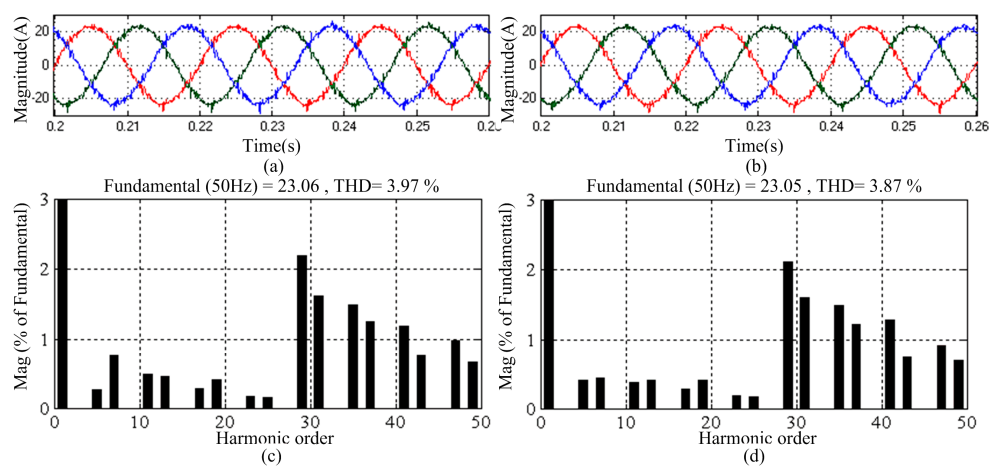 Magnitude(A)
20
0
-20
0.2 0.21 0.22 0.23 0.24 0.25 0.2
Time(s)
(a)
Magnitude(A)
20
0
-20
0.2 0.21 0.22 0.23 0.24 0.25 0.26
Time(s)
(b)
Fundamental (50Hz) = 23.06 , THD= 3.97 %
Mag (% of Fundamental)
3
2
1
0
0 10 20 30 40 50
Harmonic order
(c)
Fundamental (50Hz) = 23.05 , THD= 3.87 %
Mag (% of Fundamental)
3
2
1
0
0 10 20 30 40 50
Harmonic order
(d)